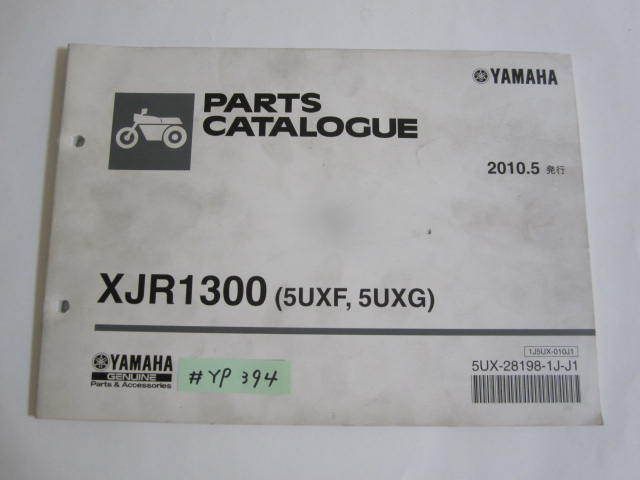 YAMAHA
PARTS
CATALOGUE
2010.5 発行
XJR1300 (5UXF, 5UXG)
YAMAHA
GENUINE
Parts & Accessories
#YP 394
1J5UX-010J1
5UX-28198-1J-J1